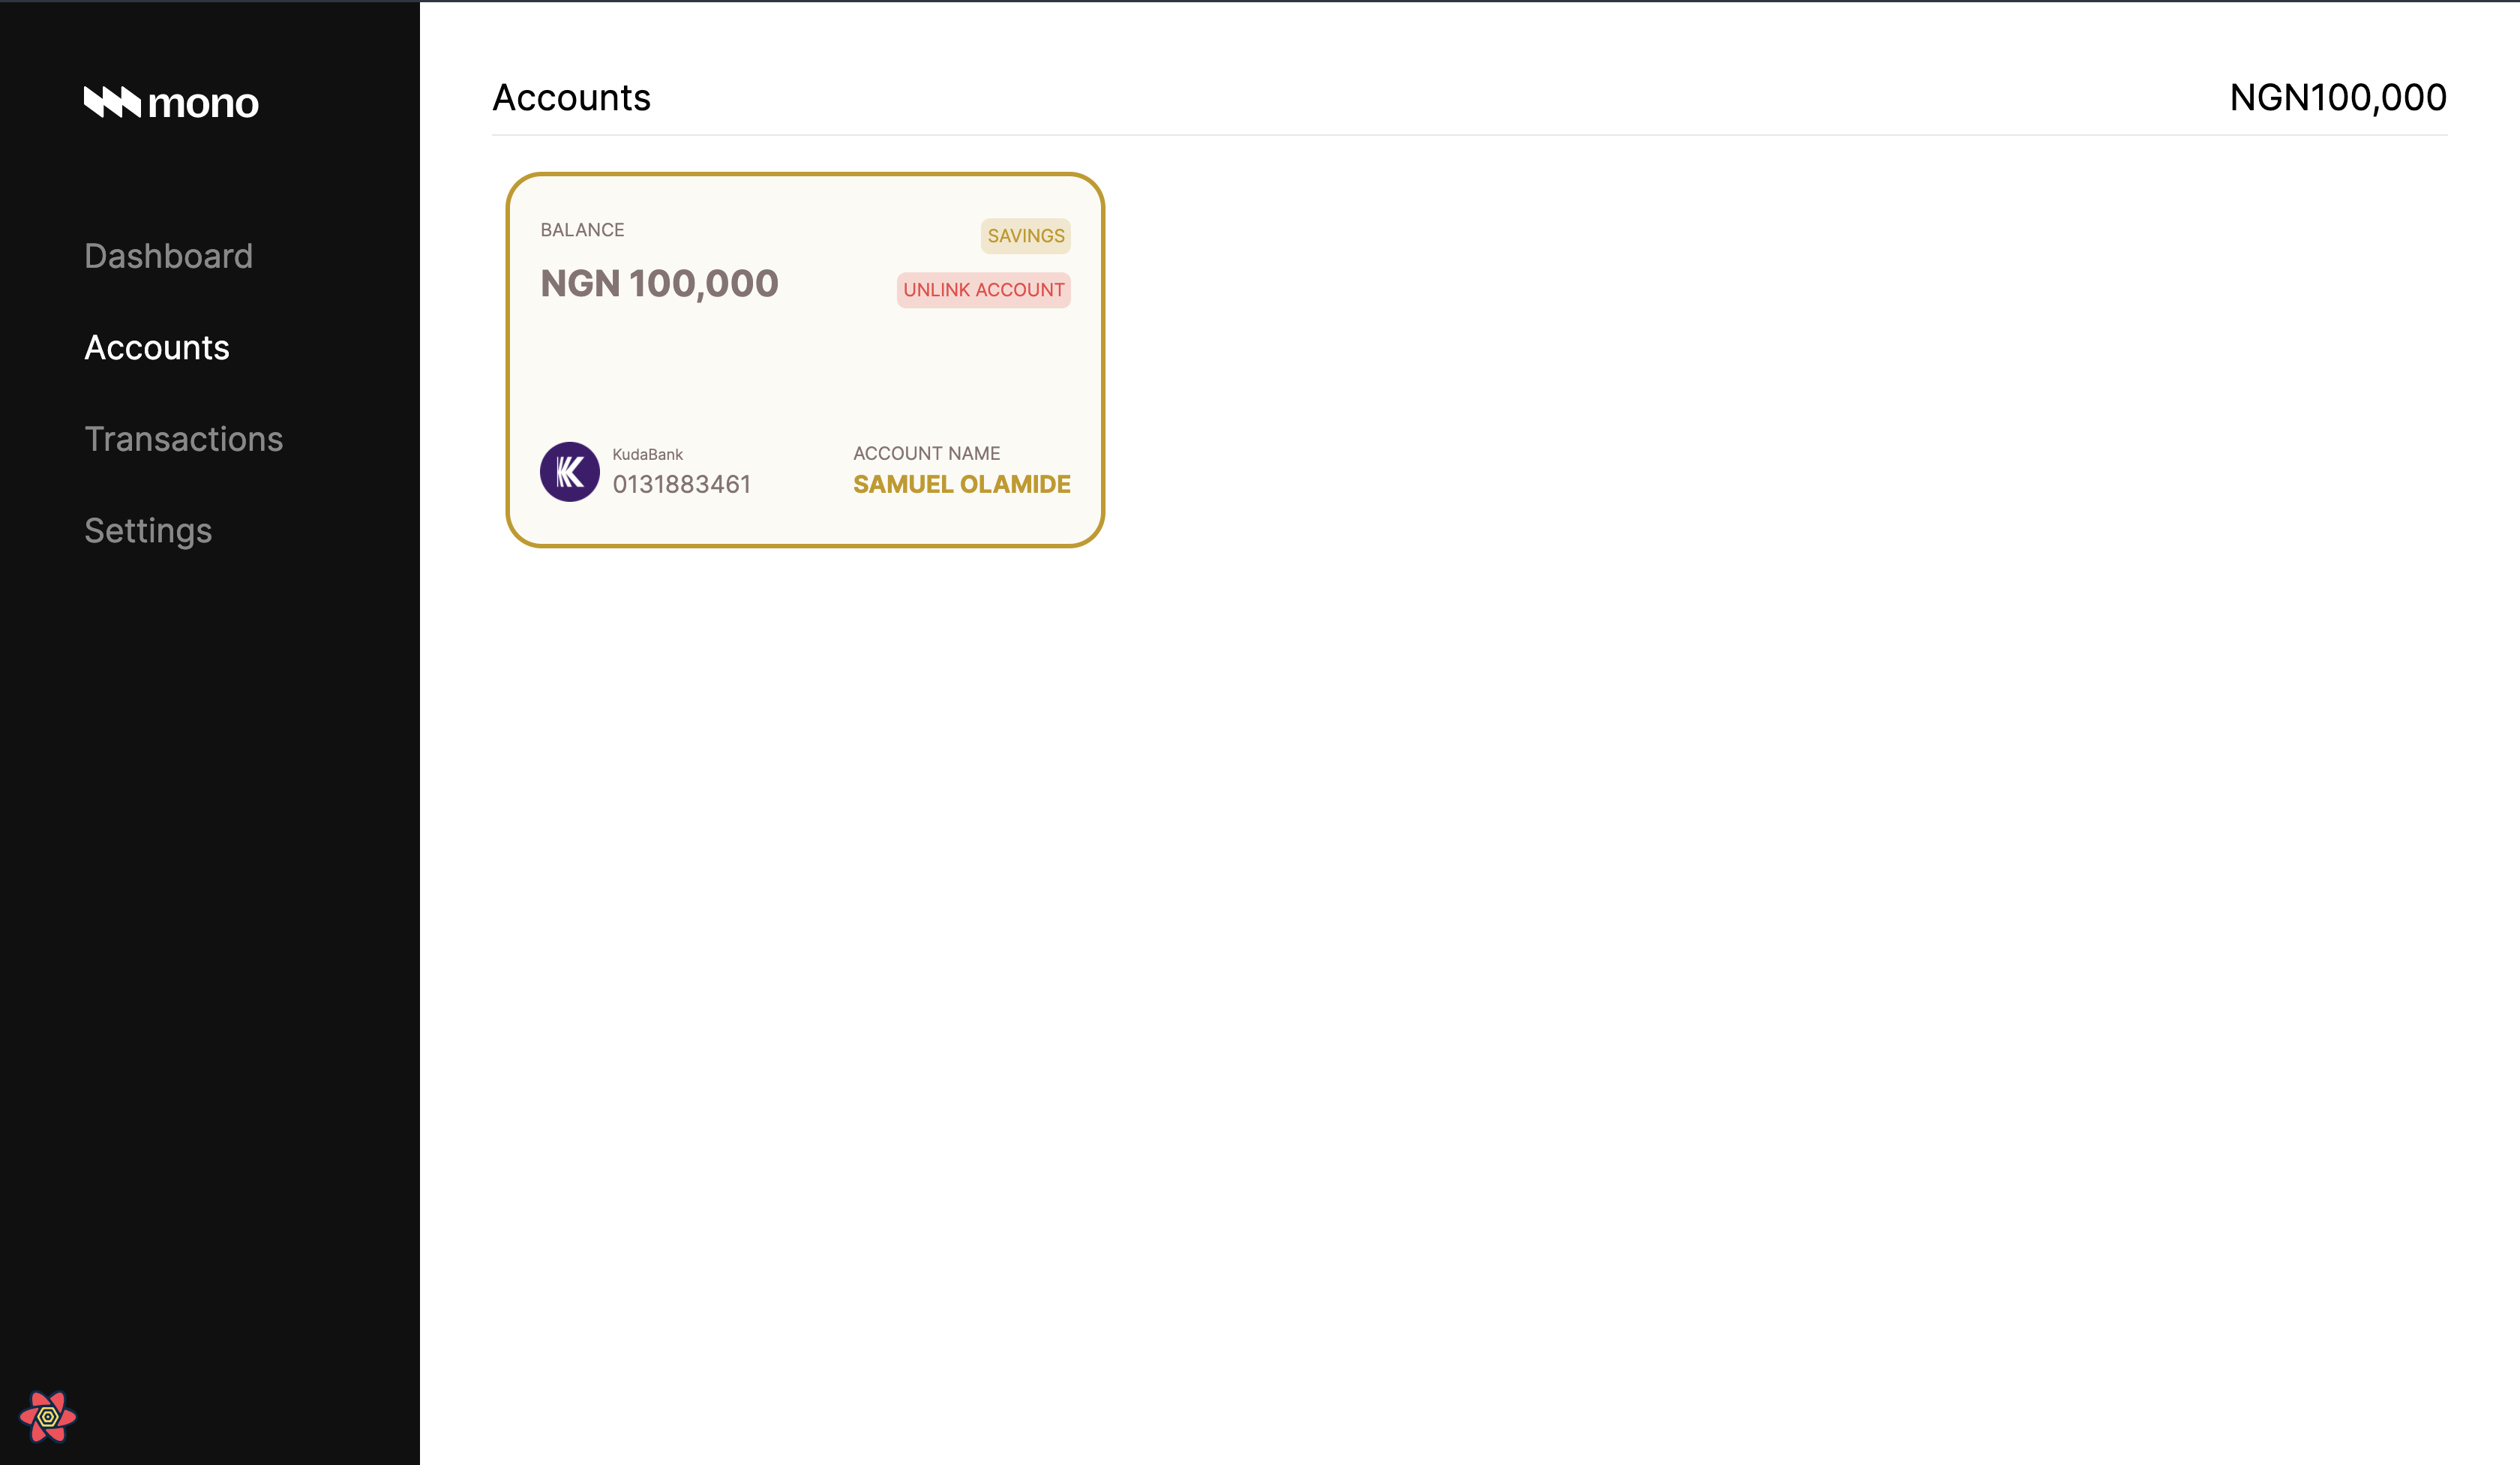 mono
Dashboard
Accounts
Transactions
Settings
Accounts
NGN100,000
BALANCE
SAVINGS
NGN 100,000
UNLINK ACCOUNT
KudaBank
0131883461
ACCOUNT NAME
SAMUEL OLAMIDE